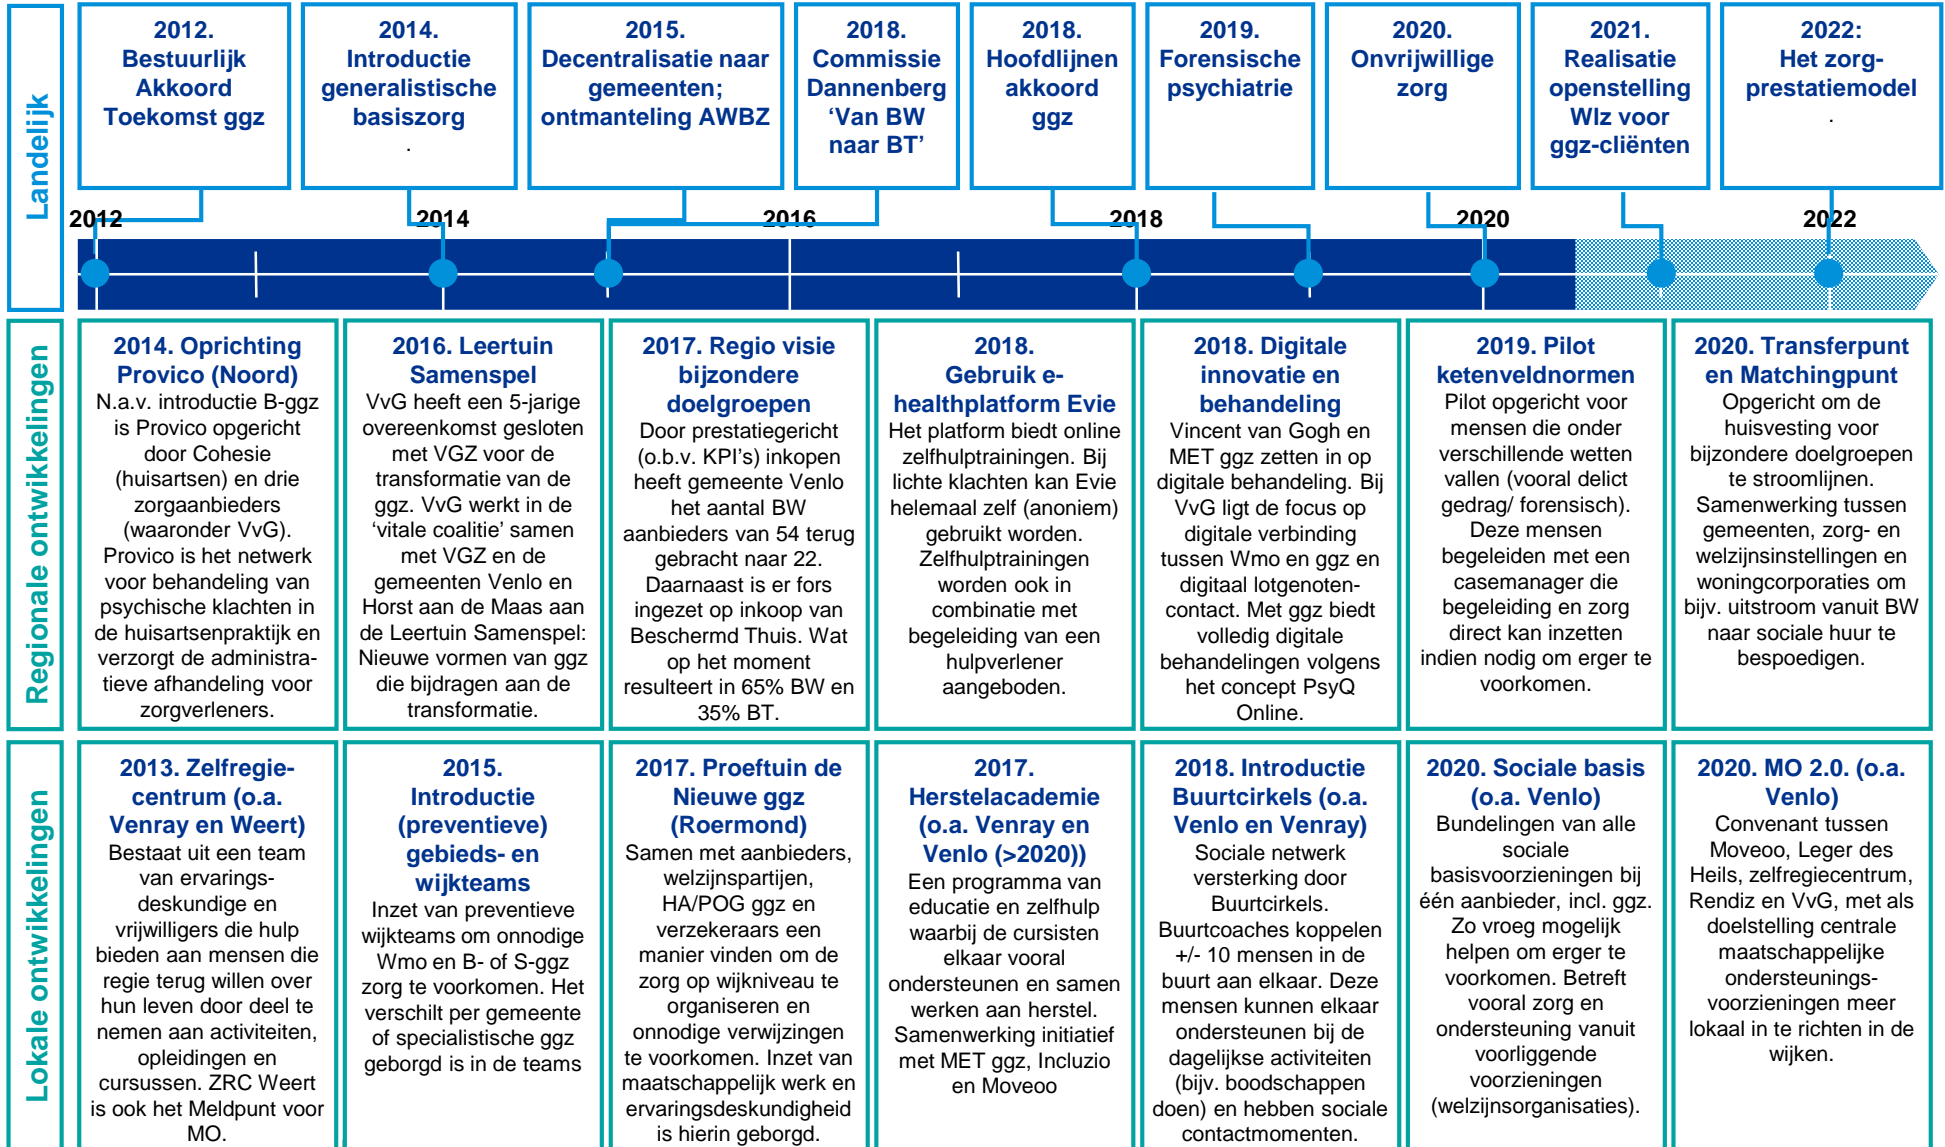 Landelijk
2012.
Bestuurlijk
Akkoord
Toekomst ggz
2014.
Introductie
generalistische
basiszorg
.
2015.
Decentralisatie naar
gemeenten;
ontmanteling AWBZ
2018.
Commissie
Dannenberg
‘Van BW
naar BT’
2018.
Hoofdlijnen
akkoord
ggz
2019.
Forensische
psychiatrie
2020.
Onvrijwillige
zorg
2021.
Realisatie
openstelling
Wlz voor
ggz-cliënten
2022:
Het zorg-
prestatiemodel
.
2012
2014
2016
2018
2020
2022
Regionale ontwikkelingen
2014. Oprichting
Provico (Noord)
N.a.v. introductie B-ggz
is Provico opgericht
door Cohesie
(huisartsen) en drie
zorgaanbieders
(waaronder VvG).
Provico is het netwerk
voor behandeling van
psychische klachten in
de huisartsenpraktijk en
verzorgt de administra-
tieve afhandeling voor
zorgverleners.
2016. Leertuin
Samenspel
VvG heeft een 5-jarige
overeenkomst gesloten
met VGZ voor de
transformatie van de
ggz. VvG werkt in de
‘vitale coalitie’ samen
met VGZ en de
gemeenten Venlo en
Horst aan de Maas aan
de Leertuin Samenspel:
Nieuwe vormen van ggz
die bijdragen aan de
transformatie.
2017. Regio visie
bijzondere
doelgroepen
Door prestatiegericht
(o.b.v. KPI’s) inkopen
heeft gemeente Venlo
het aantal BW
aanbieders van 54 terug
gebracht naar 22.
Daarnaast is er fors
ingezet op inkoop van
Beschermd Thuis. Wat
op het moment
resulteert in 65% BW en
35% BT.
2018.
Gebruik e-
healthplatform Evie
Het platform biedt online
zelfhulptrainingen. Bij
lichte klachten kan Evie
helemaal zelf (anoniem)
gebruikt worden.
Zelfhulptrainingen
worden ook in
combinatie met
begeleiding van een
hulpverlener
aangeboden.
2018. Digitale
innovatie en
behandeling
Vincent van Gogh en
MET ggz zetten in op
digitale behandeling. Bij
VvG ligt de focus op
digitale verbinding
tussen Wmo en ggz en
digitaal lotgenoten-
contact. Met ggz biedt
volledig digitale
behandelingen volgens
het concept PsyQ
Online.
2019. Pilot
ketenveldnormen
Pilot opgericht voor
mensen die onder
verschillende wetten
vallen (vooral delict
gedrag/ forensisch).
Deze mensen
begeleiden met een
casemanager die
begeleiding en zorg
direct kan inzetten
indien nodig om erger te
voorkomen.
2020. Transferpunt
en Matchingpunt
Opgericht om de
huisvesting voor
bijzondere doelgroepen
te stroomlijnen.
Samenwerking tussen
gemeenten, zorg- en
welzijnsinstellingen en
woningcorporaties om
bijv. uitstroom vanuit BW
naar sociale huur te
bespoedigen.
Lokale ontwikkelingen
2013. Zelfregie-
centrum (o.a.
Venray en Weert)
Bestaat uit een team
van ervarings-
deskundige en
vrijwilligers die hulp
bieden aan mensen die
regie terug willen over
hun leven door deel te
nemen aan activiteiten,
opleidingen en
cursussen. ZRC Weert
is ook het Meldpunt voor
MO.
2015.
Introductie
(preventieve)
gebieds- en
wijkteams
Inzet van preventieve
wijkteams om onnodige
Wmo en B- of S-ggz
zorg te voorkomen. Het
verschilt per gemeente
of specialistische ggz
geborgd is in de teams
2017. Proeftuin de
Nieuwe ggz
(Roermond)
Samen met aanbieders,
welzijnspartijen,
HA/POG ggz en
verzekeraars een
manier vinden om de
zorg op wijkniveau te
organiseren en
onnodige verwijzingen
te voorkomen. Inzet van
maatschappelijk werk en
ervaringsdeskundigheid
is hierin geborgd.
2017.
Herstelacademie
(o.a. Venray en
Venlo (>2020))
Een programma van
educatie en zelfhulp
waarbij de cursisten
elkaar vooral
ondersteunen en samen
werken aan herstel.
Samenwerking initiatief
met MET ggz, Incluzio
en Moveoo
2018. Introductie
Buurtcirkels (o.a.
Venlo en Venray)
Sociale netwerk
versterking door
Buurtcirkels.
Buurtcoaches koppelen
+/- 10 mensen in de
buurt aan elkaar. Deze
mensen kunnen elkaar
ondersteunen bij de
dagelijkse activiteiten
(bijv. boodschappen
doen) en hebben sociale
contactmomenten.
2020. Sociale basis
(o.a. Venlo)
Bundelingen van alle
sociale
basisvoorzieningen bij
één aanbieder, incl. ggz.
Zo vroeg mogelijk
helpen om erger te
voorkomen. Betreft
vooral zorg en
ondersteuning vanuit
voorliggende
voorzieningen
(welzijnsorganisaties).
2020. MO 2.0. (o.a.
Venlo)
Convenant tussen
Moveoo, Leger des
Heils, zelfregiecentrum,
Rendiz en VvG, met als
doelstelling centrale
maatschappelijke
ondersteunings-
voorzieningen meer
lokaal in te richten in de
wijken.